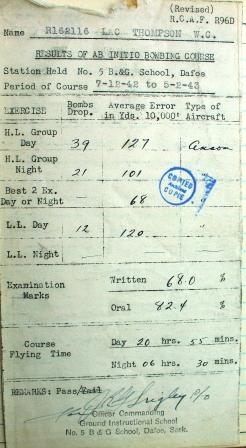 (Revised)
R.C.A.F. R96D
Name R162116 LAC THOMPSON W.C.
RESULTS OF AB INITIO BOMBING COURSE
Station Held No. 5 B.&G. School, Dafoe
Period of Course 7-12-42 to 5-2-43
EXERCISE Bombs Drop. Average Error in Yds. 10,000' Type of Aircraft
H.L. Group Day 39 127 Anson
H.L. Group Night 21 101 "
Best 2 Ex. Day or Night 68
L.L. Day 12 120 "
L.L. Night
COPIED
COPIE
Examination Marks
Written 68.0 %
Oral 82.4 %
Course Flying Time
Day 20 hrs. 55 mins.
Night 06 hrs. 30 mins.
REMARKS: Pass/Fail
Officer Commanding
Ground Instructional School
No. 5 B & G School, Dafoe, Sask.